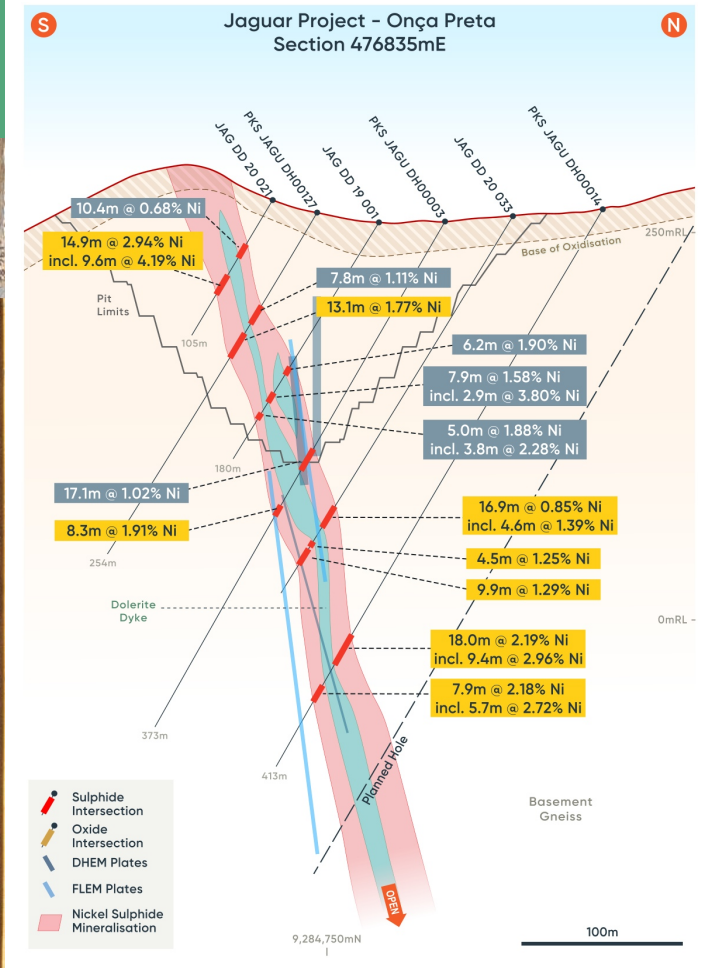 S
Jaguar Project - Onça Preta
Section 476835mE
N
JAG DD 20 021
PKS JAGU DH00127
JAG DD 19 001
PKS JAGU DH00003
JAG DD 20 033
PKS JAGU DH00014
10.4m @ 0.68% Ni
14.9m @ 2.94% Ni
incl. 9.6m @ 4.19% Ni
Base of Oxidisation
250mRL
Pit
Limits
7.8m @ 1.11% Ni
13.1m @ 1.77% Ni
105m
6.2m @ 1.90% Ni
7.9m @ 1.58% Ni
incl. 2.9m @ 3.80% Ni
5.0m @ 1.88% Ni
incl. 3.8m @ 2.28% Ni
180m
17.1m @ 1.02% Ni
8.3m @ 1.91% Ni
16.9m @ 0.85% Ni
incl. 4.6m @ 1.39% Ni
254m
4.5m @ 1.25% Ni
9.9m @ 1.29% Ni
Dolerite
Dyke
0mRL
18.0m @ 2.19% Ni
incl. 9.4m @ 2.96% Ni
7.9m @ 2.18% Ni
incl. 5.7m @ 2.72% Ni
373m
413m
Planned Hole
Basement
Gneiss
Sulphide
Intersection
Oxide
Intersection
DHEM Plates
FLEM Plates
Nickel Sulphide
Mineralisation
OPEN
9,284,750mN
100m